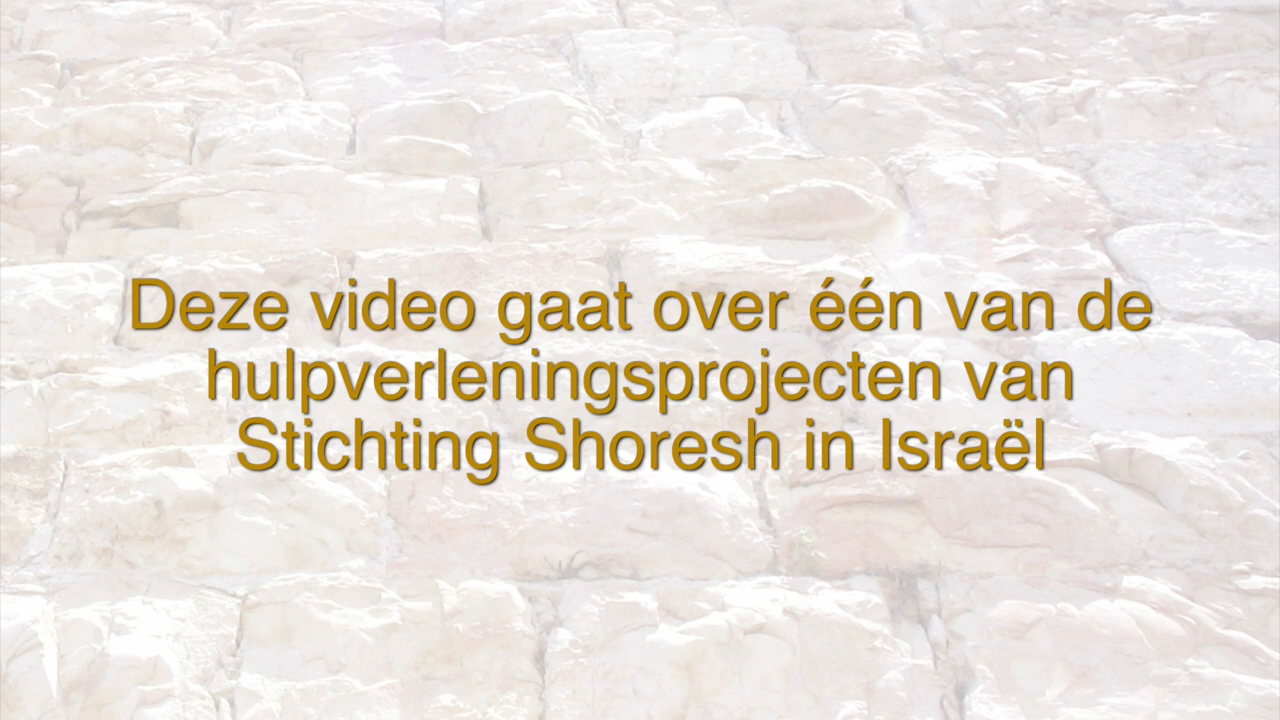 Deze video gaat over één van de
hulpverleningsprojecten van
Stichting Shoresh in Israël